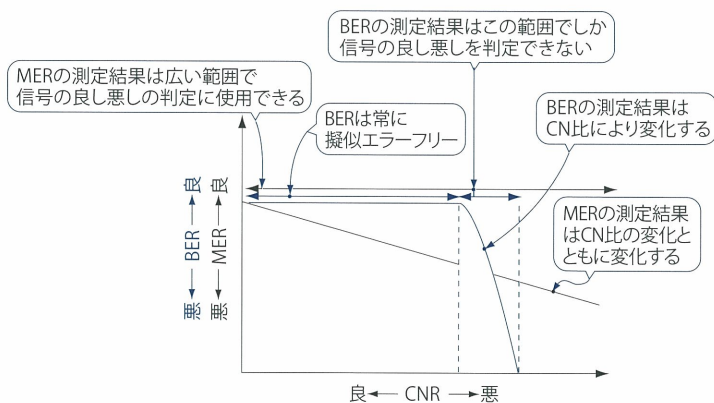 BERの測定結果はこの範囲でしか
信号の良し悪しを判定できない
MERの測定結果は広い範囲で
信号の良し悪しの判定に使用できる
BERは常に
擬似エラーフリー
BERの測定結果は
CN比により変化する
MERの測定結果
はCN比の変化と
ともに変化する
悪 ← BER → 良
悪 ← MER → 良
良 ← CNR → 悪